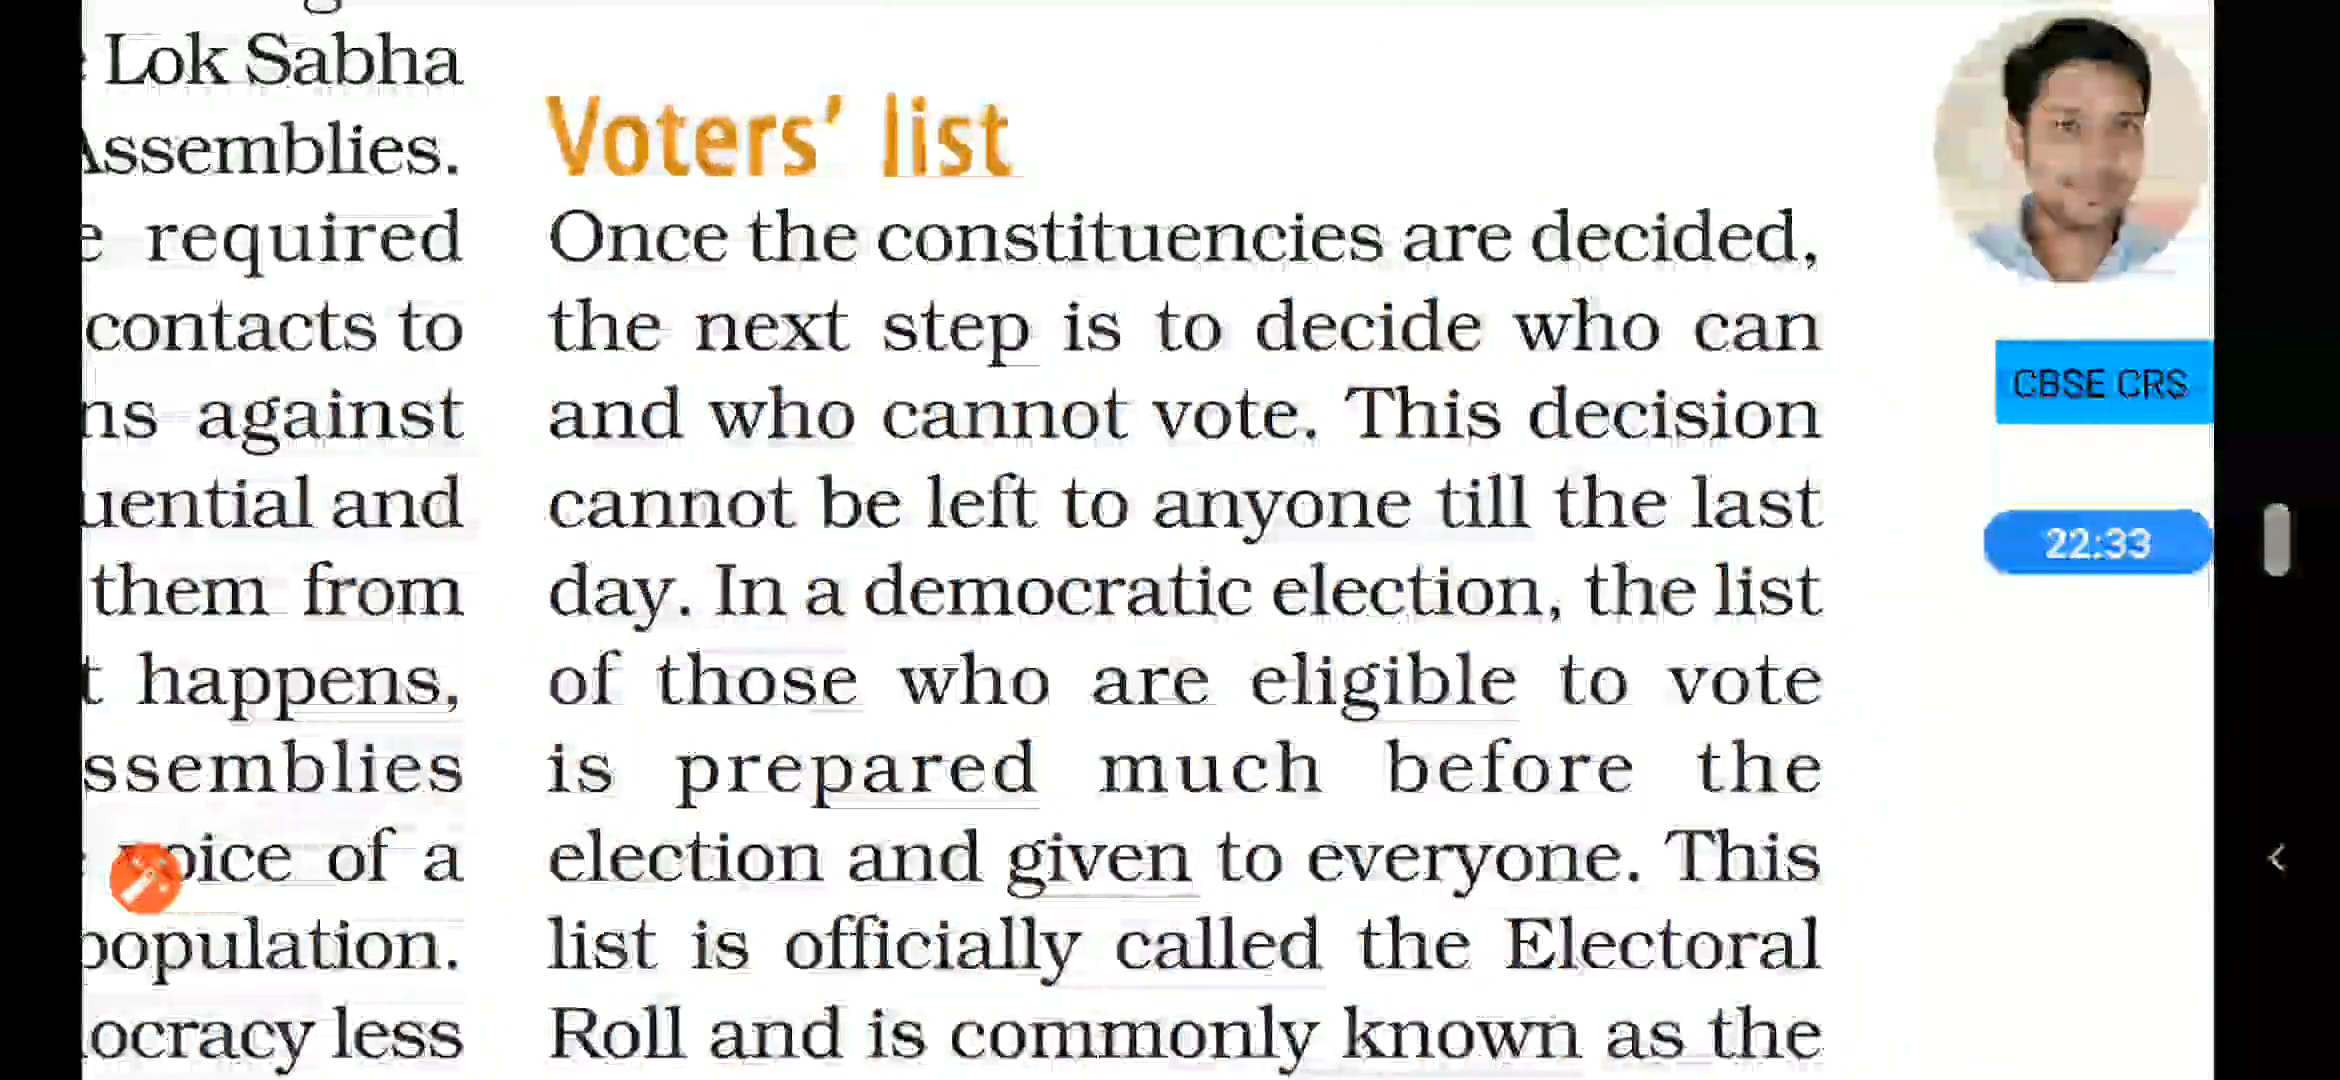 Lok Sabha
Assemblies.
e required
contacts to
ns against
uential and
them from
t happens,
ssemblies
voice of a
population.
ocracy less
Voters' list
Once the constituencies are decided,
the next step is to decide who can
and who cannot vote. This decision
cannot be left to anyone till the last
day. In a democratic election, the list
of those who are eligible to vote
is prepared much before the
election and given to everyone. This
list is officially called the Electoral
Roll and is commonly known as the
CBSE CRS
22:33